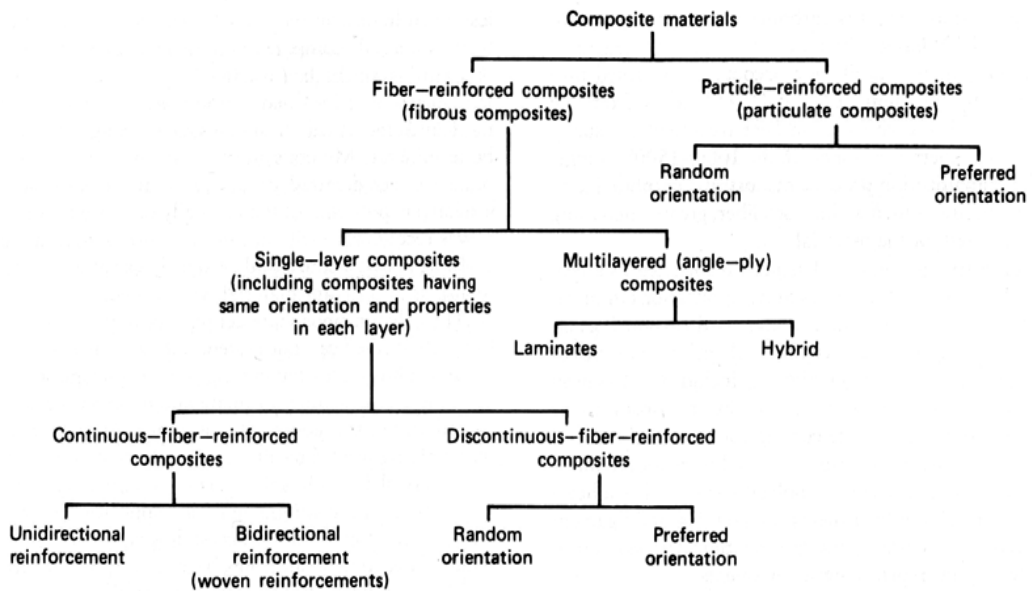 Composite materials
Fiber–reinforced composites
(fibrous composites)
Particle–reinforced composites
(particulate composites)
Random
orientation
Preferred
orientation
Single–layer composites
(including composites having
same orientation and properties
in each layer)
Multilayered (angle–ply)
composites
Laminates
Hybrid
Continuous–fiber–reinforced
composites
Discontinuous–fiber–reinforced
composites
Unidirectional
reinforcement
Bidirectional
reinforcement
(woven reinforcements)
Random
orientation
Preferred
orientation